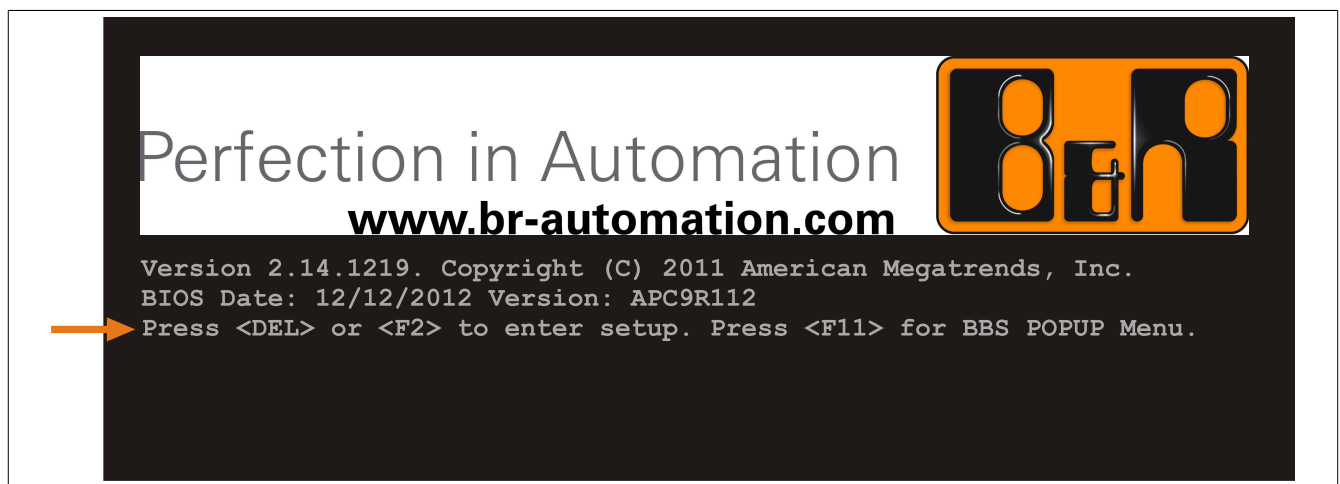 Perfection in Automation
www.br-automation.com
B&R
Version 2.14.1219. Copyright (C) 2011 American Megatrends, Inc.
BIOS Date: 12/12/2012 Version: APC9R112
Press <DEL> or <F2> to enter setup. Press <F11> for BBS POPUP Menu.